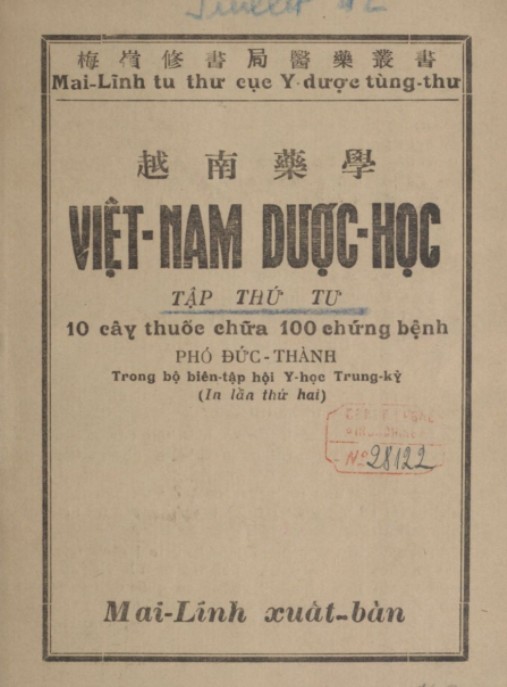 梅嶺修書局醫藥叢書
Mai-Lĩnh tu thư cục Y-dược tùng-thư
越南藥學
VIỆT-NAM DƯỢC-HỌC
TẬP THỨ TƯ
10 cây thuốc chữa 100 chứng bệnh
PHÓ ĐỨC-THÀNH
Trong bộ biên-tập hội Y-học Trung-kỳ
(In lần thứ hai)
Nº 28122
Mai-Lĩnh xuất-bản